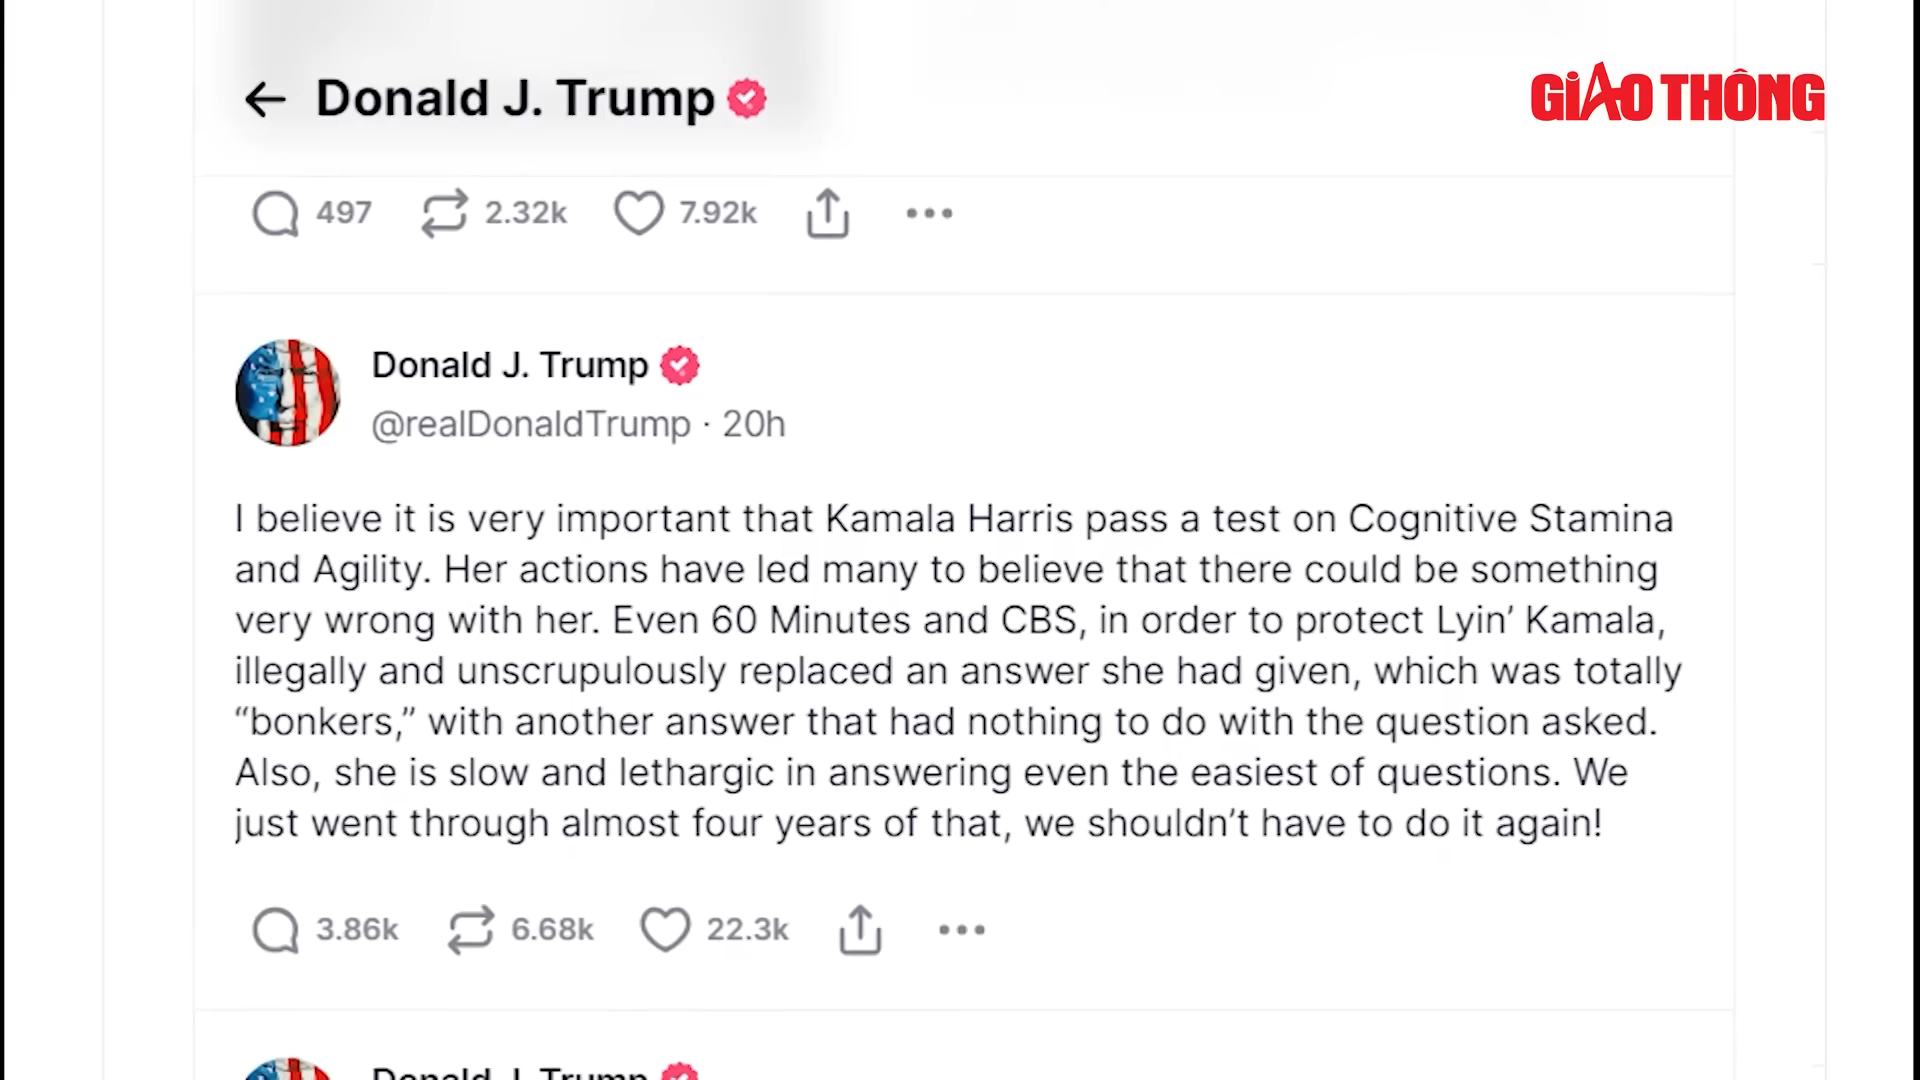 Donald J. Trump
GIAO THÔNG
497 2.32k 7.92k
Donald J. Trump
@realDonaldTrump · 20h
I believe it is very important that Kamala Harris pass a test on Cognitive Stamina
and Agility. Her actions have led many to believe that there could be something
very wrong with her. Even 60 Minutes and CBS, in order to protect Lyin’ Kamala,
illegally and unscrupulously replaced an answer she had given, which was totally
“bonkers,” with another answer that had nothing to do with the question asked.
Also, she is slow and lethargic in answering even the easiest of questions. We
just went through almost four years of that, we shouldn’t have to do it again!
3.86k 6.68k 22.3k
Donald J. Trump